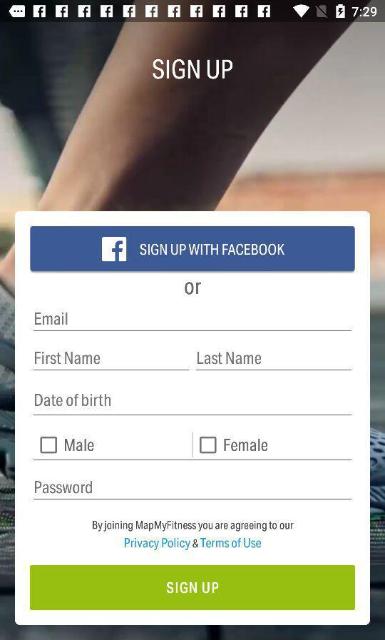 7:29
SIGN UP
SIGN UP WITH FACEBOOK
or
Email
First Name Last Name
Date of birth
Male Female
Password
By joining MapMyFitness you are agreeing to our
Privacy Policy & Terms of Use
SIGN UP